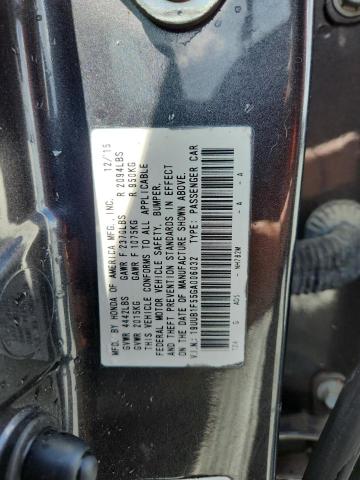 MFD. BY HONDA OF AMERICA MFG., INC. 12/15
GVWR 4442LBS GAWR F 2370LBS R 2094LBS
GVWR 2015KG GAWR F 1075KG R 950KG
THIS VEHICLE CONFORMS TO ALL APPLICABLE
FEDERAL MOTOR VEHICLE SAFETY, BUMPER,
AND THEFT PREVENTION STANDARDS IN EFFECT
ON THE DATE OF MANUFACTURE SHOWN ABOVE.
V.I.N.: 19UUB1F55GA006032 TYPE: PASSENGER CAR
NH782M - A - A